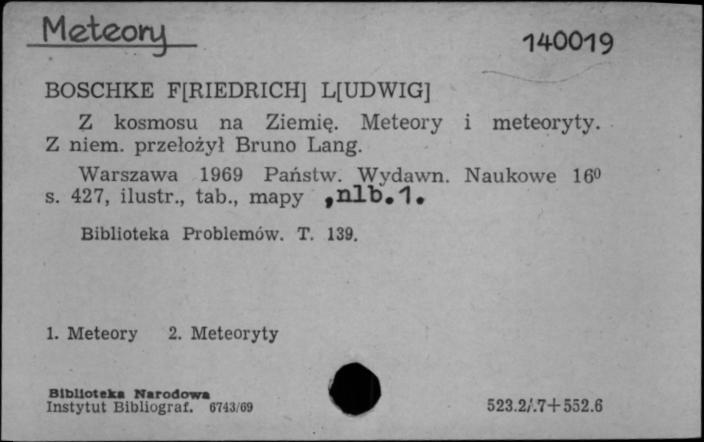 Meteory
140019
BOSCHKE F[RIEDRICH] L[UDWIG]
Z kosmosu na Ziemię. Meteory i meteoryty.
Z niem. przełożył Bruno Lang.
Warszawa 1969 Państw. Wydawn. Naukowe 16⁰
s. 427, ilustr., tab., mapy ,nlb.1.
Biblioteka Problemów. T. 139.
1. Meteory 2. Meteoryty
Biblioteka Narodowa
Instytut Bibliograf. 6743/69
523.2/.7+552.6